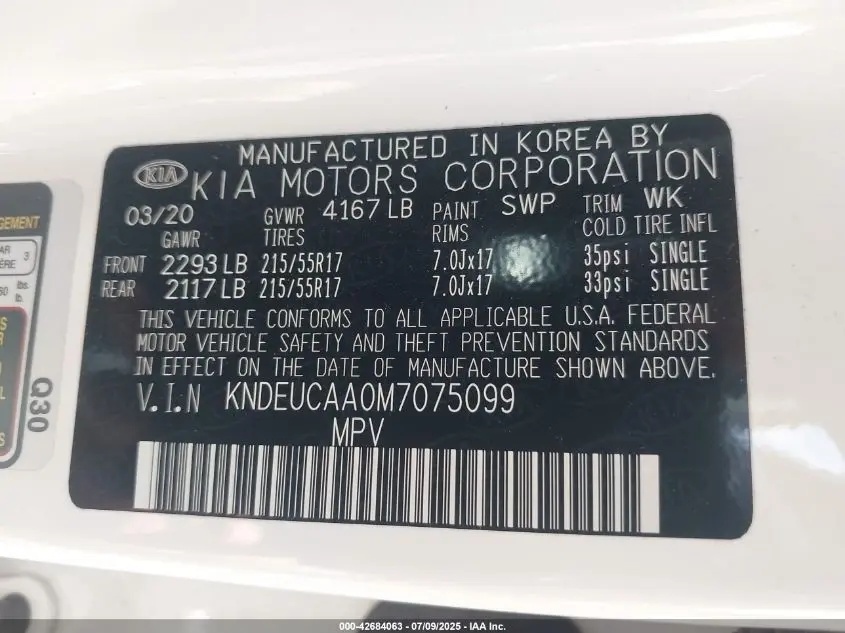 MANUFACTURED IN KOREA BY
KIA KIA MOTORS CORPORATION
03/20 GVWR 4167 LB PAINT SWP TRIM WK
GAWR TIRES RIMS COLD TIRE INFL
FRONT 2293 LB 215/55R17 7.0Jx17 35psi SINGLE
REAR 2117 LB 215/55R17 7.0Jx17 33psi SINGLE
THIS VEHICLE CONFORMS TO ALL APPLICABLE U.S.A. FEDERAL
MOTOR VEHICLE SAFETY AND THEFT PREVENTION STANDARDS
IN EFFECT ON THE DATE OF MANUFACTURE SHOWN ABOVE.
V.I.N KNDEUCAA0M7075099
MPV
Q30
000-42684063 / 07/09/2025 - IAA Inc.